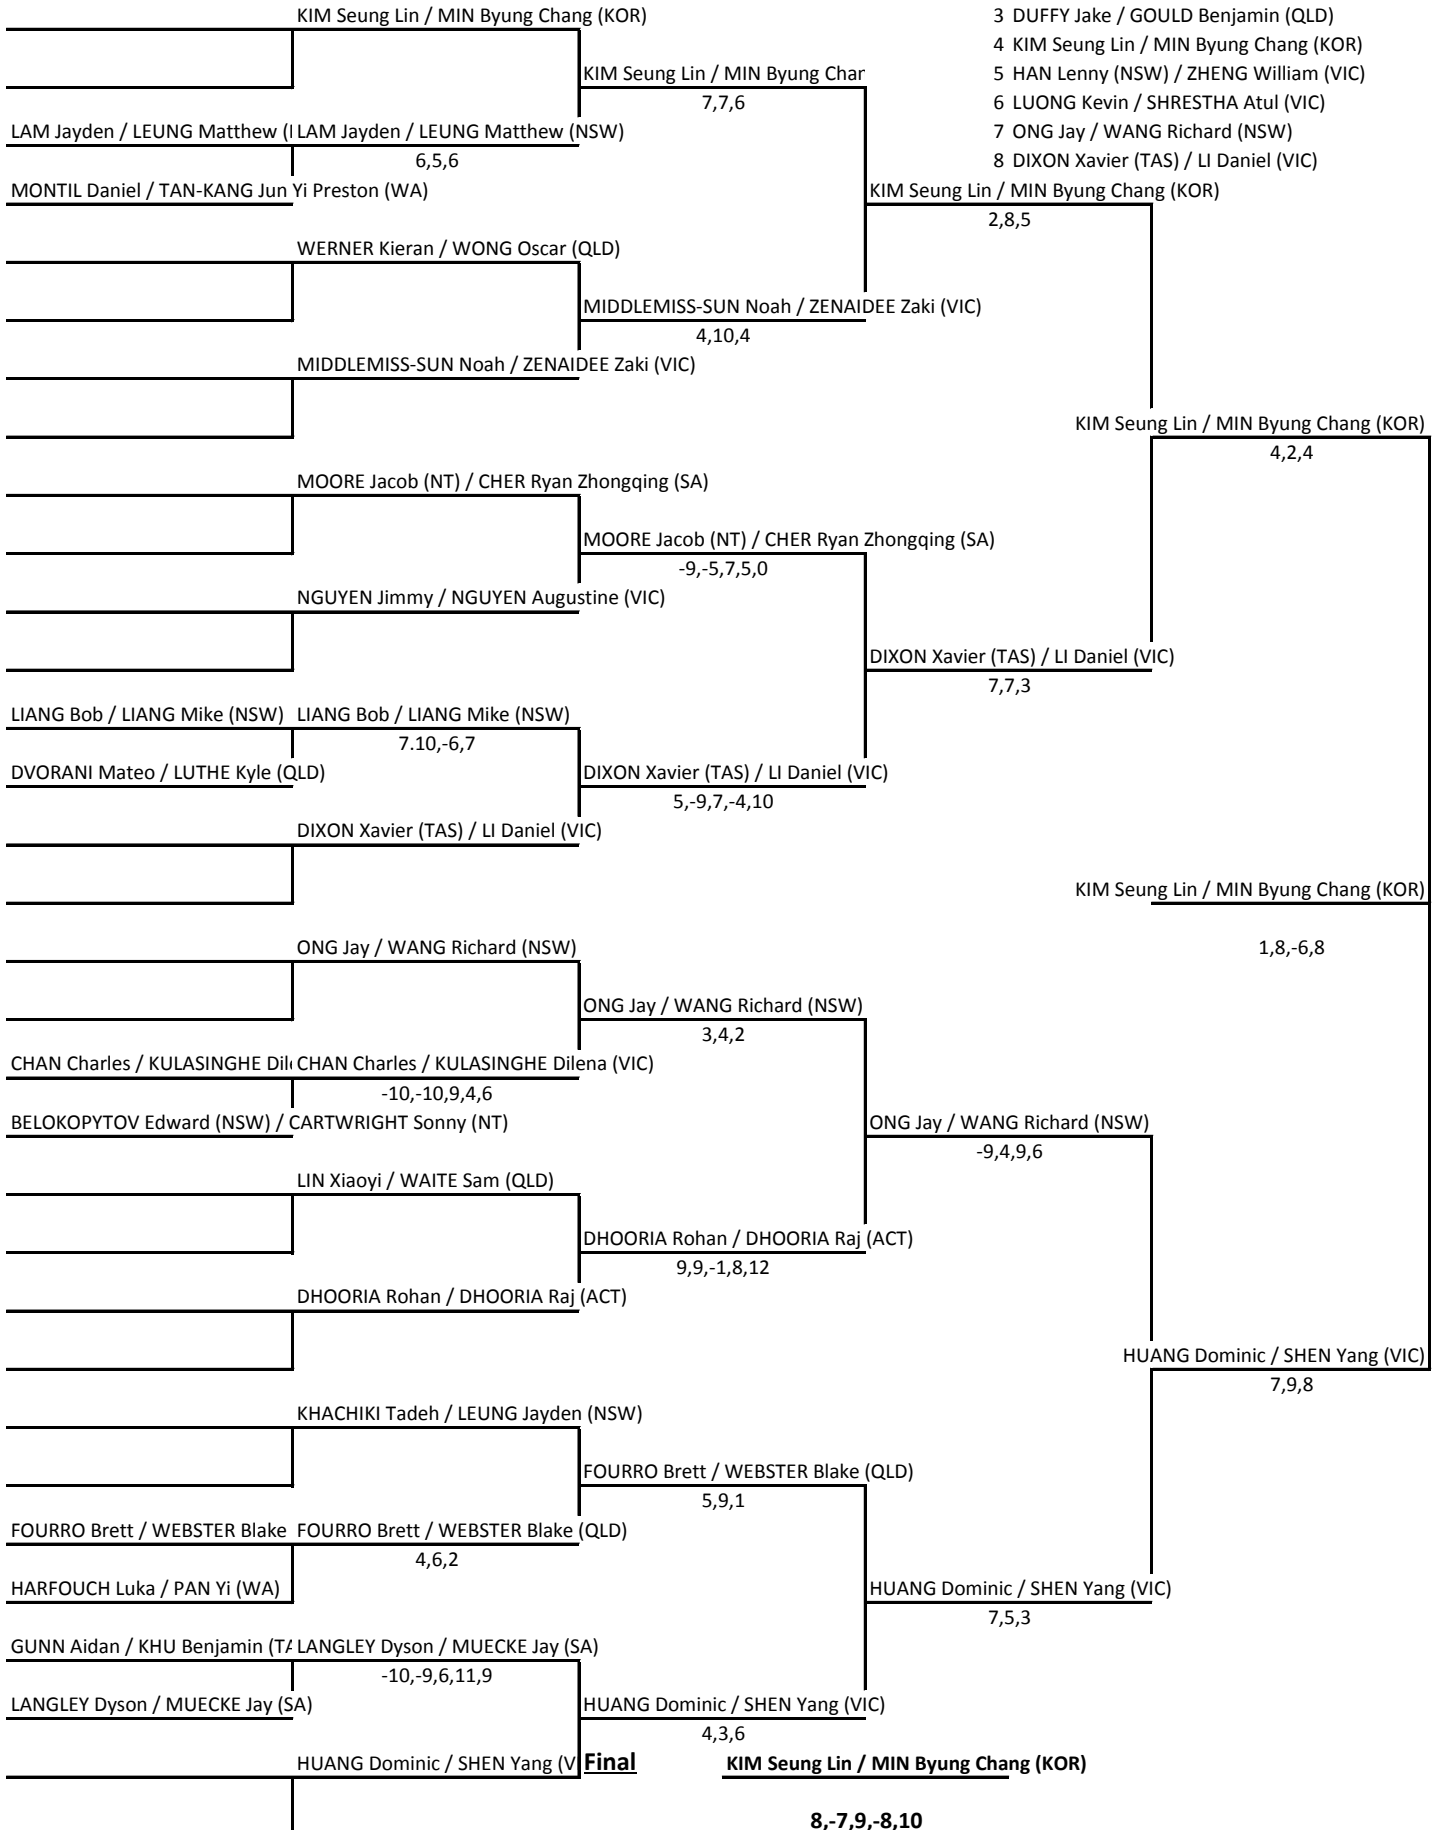 KIM Seung Lin / MIN Byung Chang (KOR)
3 DUFFY Jake / GOULD Benjamin (QLD)
4 KIM Seung Lin / MIN Byung Chang (KOR)
KIM Seung Lin / MIN Byung Chan
5 HAN Lenny (NSW) / ZHENG William (VIC)
7,7,6
6 LUONG Kevin / SHRESTHA Atul (VIC)
LAM Jayden / LEUNG Matthew (
LAM Jayden / LEUNG Matthew (NSW)
7 ONG Jay / WANG Richard (NSW)
6,5,6
8 DIXON Xavier (TAS) / LI Daniel (VIC)
MONTIL Daniel / TAN-KANG Jun Yi Preston (WA)
KIM Seung Lin / MIN Byung Chang (KOR)
2,8,5
WERNER Kieran / WONG Oscar (QLD)
MIDDLEMISS-SUN Noah / ZENAIDEE Zaki (VIC)
4,10,4
MIDDLEMISS-SUN Noah / ZENAIDEE Zaki (VIC)
KIM Seung Lin / MIN Byung Chang (KOR)
4,2,4
MOORE Jacob (NT) / CHER Ryan Zhongqing (SA)
MOORE Jacob (NT) / CHER Ryan Zhongqing (SA)
-9,-5,7,5,0
NGUYEN Jimmy / NGUYEN Augustine (VIC)
DIXON Xavier (TAS) / LI Daniel (VIC)
7,7,3
LIANG Bob / LIANG Mike (NSW)
LIANG Bob / LIANG Mike (NSW)
7.10,-6,7
DVORANI Mateo / LUTHE Kyle (QLD)
DIXON Xavier (TAS) / LI Daniel (VIC)
5,-9,7,-4,10
DIXON Xavier (TAS) / LI Daniel (VIC)
KIM Seung Lin / MIN Byung Chang (KOR)
ONG Jay / WANG Richard (NSW)
1,8,-6,8
ONG Jay / WANG Richard (NSW)
3,4,2
CHAN Charles / KULASINGHE Dil
CHAN Charles / KULASINGHE Dilena (VIC)
-10,-10,9,4,6
BELOKOPYTOV Edward (NSW) / CARTWRIGHT Sonny (NT)
ONG Jay / WANG Richard (NSW)
-9,4,9,6
LIN Xiaoyi / WAITE Sam (QLD)
DHOORIA Rohan / DHOORIA Raj (ACT)
9,9,-1,8,12
DHOORIA Rohan / DHOORIA Raj (ACT)
HUANG Dominic / SHEN Yang (VIC)
7,9,8
KHACHIKI Tadeh / LEUNG Jayden (NSW)
FOURRO Brett / WEBSTER Blake (QLD)
5,9,1
FOURRO Brett / WEBSTER Blake
FOURRO Brett / WEBSTER Blake (QLD)
4,6,2
HARFOUCH Luka / PAN Yi (WA)
HUANG Dominic / SHEN Yang (VIC)
7,5,3
GUNN Aidan / KHU Benjamin (TA
LANGLEY Dyson / MUECKE Jay (SA)
-10,-9,6,11,9
LANGLEY Dyson / MUECKE Jay (SA)
HUANG Dominic / SHEN Yang (VIC)
4,3,6
HUANG Dominic / SHEN Yang (V
Final
KIM Seung Lin / MIN Byung Chang (KOR)
8,-7,9,-8,10